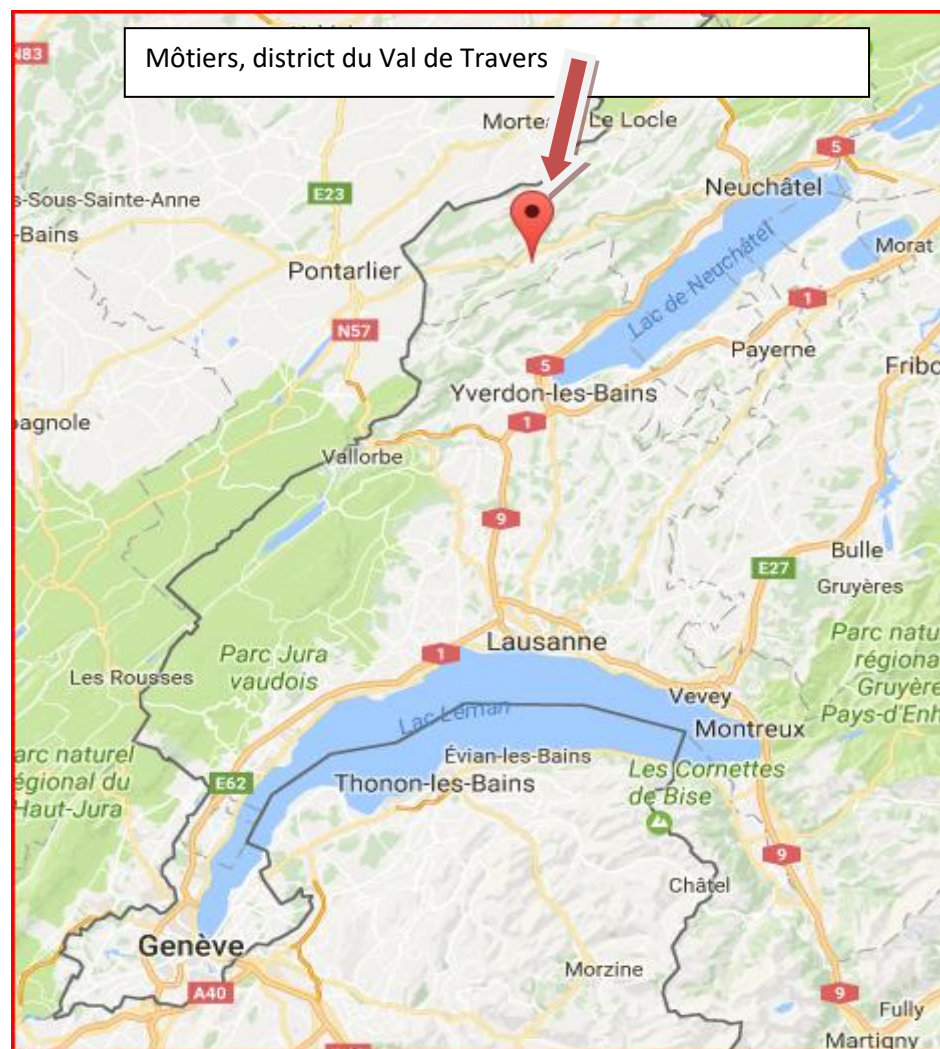 Môtiers, district du Val de Travers
N83
Le Locle
5
Neuchâtel
s-Sous-Sainte-Anne
E23
-Bains
Morat
Pontarlier
Lac de Neuchâtel
1
N57
Payerne
5
Fribo
Yverdon-les-Bains
1
Vallorbe
9
Bulle
E27
Gruyères
Lausanne
Parc natu
régiona
Gruyère
Pays-d'Enh
1
Parc Jura
vaudois
Les Rousses
Vevey
Lac Léman
Montreux
arc naturel
égional du
Haut-Jura
Évian-les-Bains
E62
Thonon-les-Bains
Les Cornettes
de Bise
9
Châtel
Genève
Morzine
A40
9
Fully
Martigny